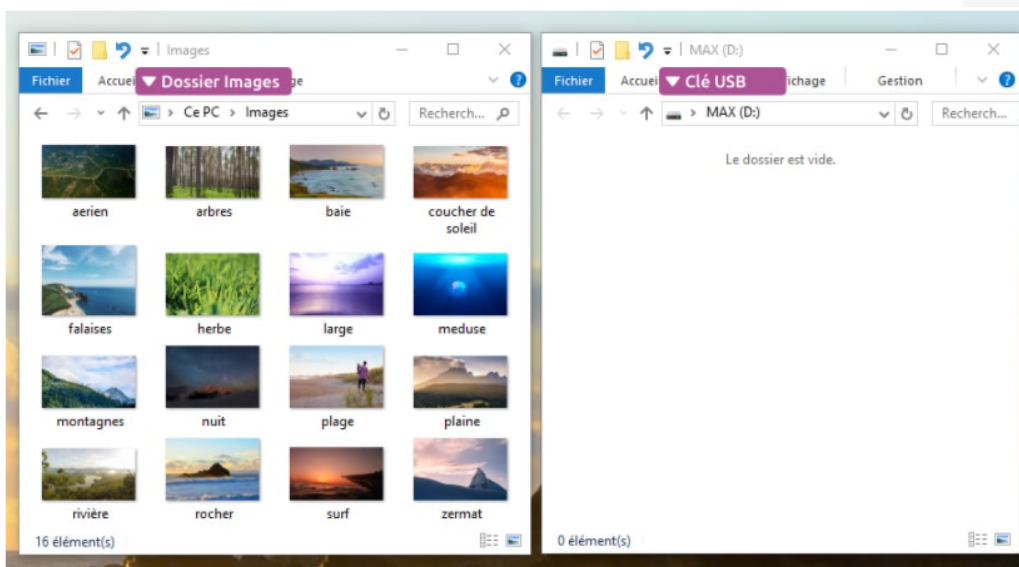 Images
Fichier Accuei ▼ Dossier Images ge
Ce PC > Images Recherch...
aerien arbres baie coucher de soleil
falaises herbe large meduse
montagnes nuit plage plaine
rivière rocher surf zermat
16 élément(s)
MAX (D:)
Fichier Accuei ▼ Clé USB fichage Gestion
MAX (D:) Recherch...
Le dossier est vide.
0 élément(s)